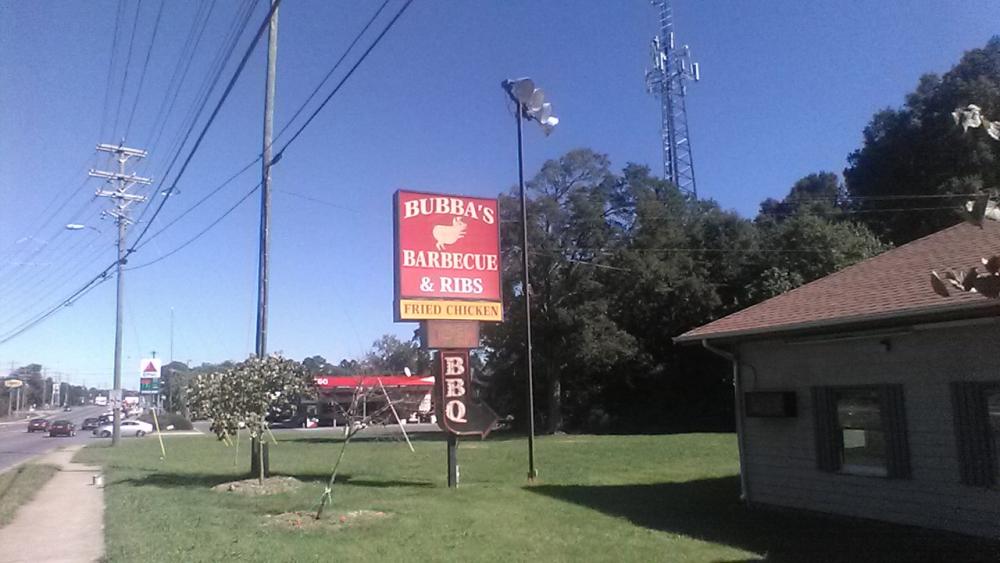 BUBBA'S
BARBECUE
& RIBS
FRIED CHICKEN
BBQ